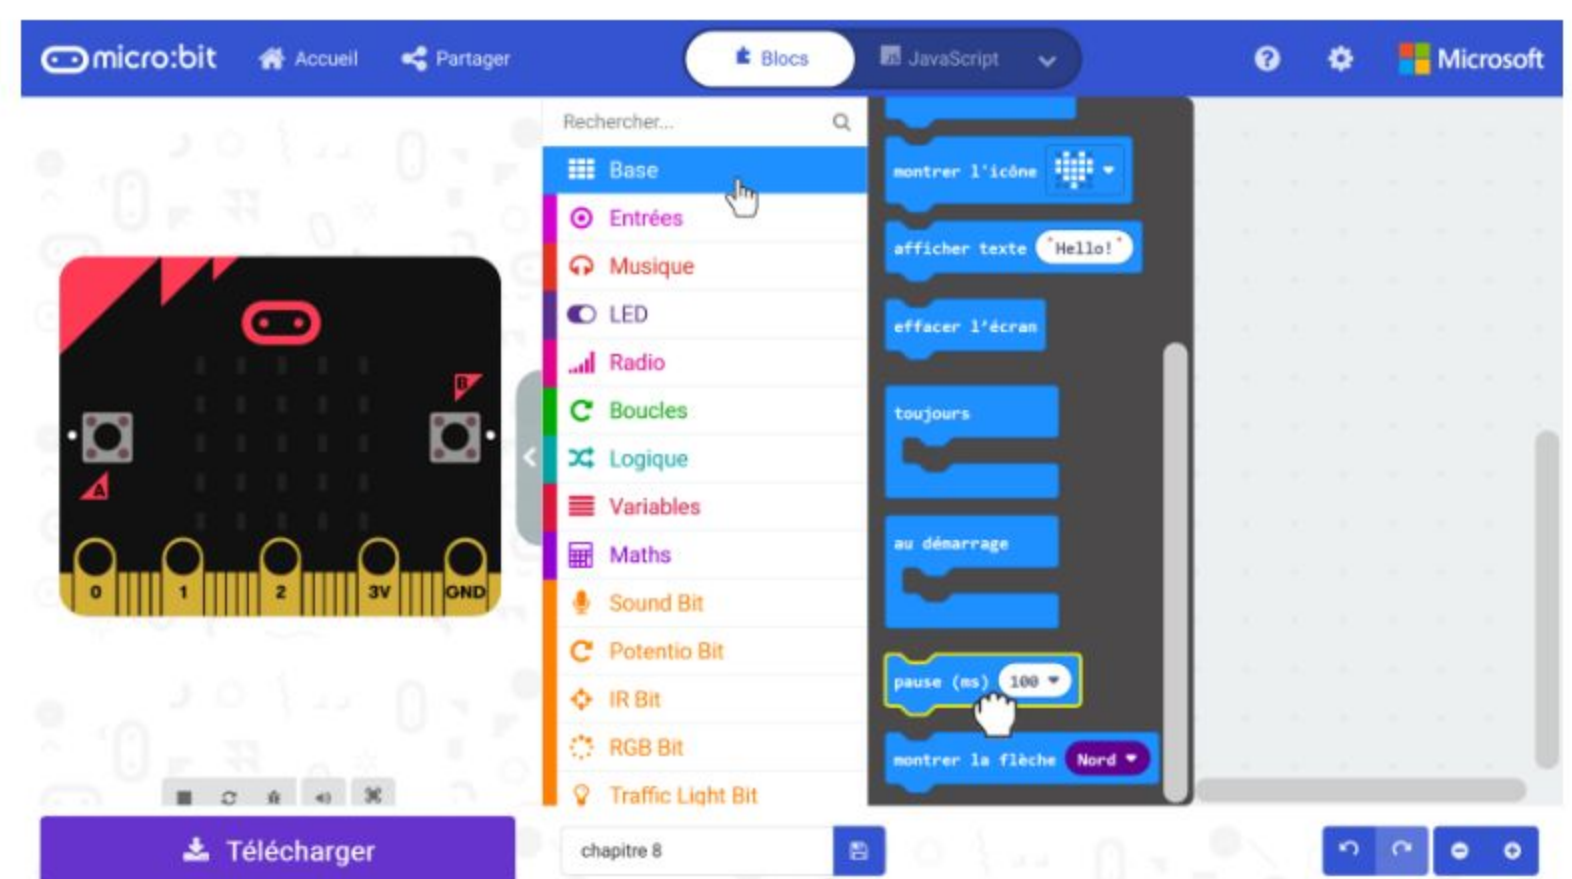 micro:bit Accueil Partager Blocs JavaScript Microsoft
Rechercher...
Base
Entrées
Musique
LED
Radio
Boucles
Logique
Variables
Maths
Sound Bit
Potentio Bit
IR Bit
RGB Bit
Traffic Light Bit
montrer l'icône
afficher texte "Hello!"
effacer l'écran
toujours
au démarrage
pause (ms) 100
montrer la flèche Nord
B
A
0 1 2 3V GND
Télécharger
chapitre 8